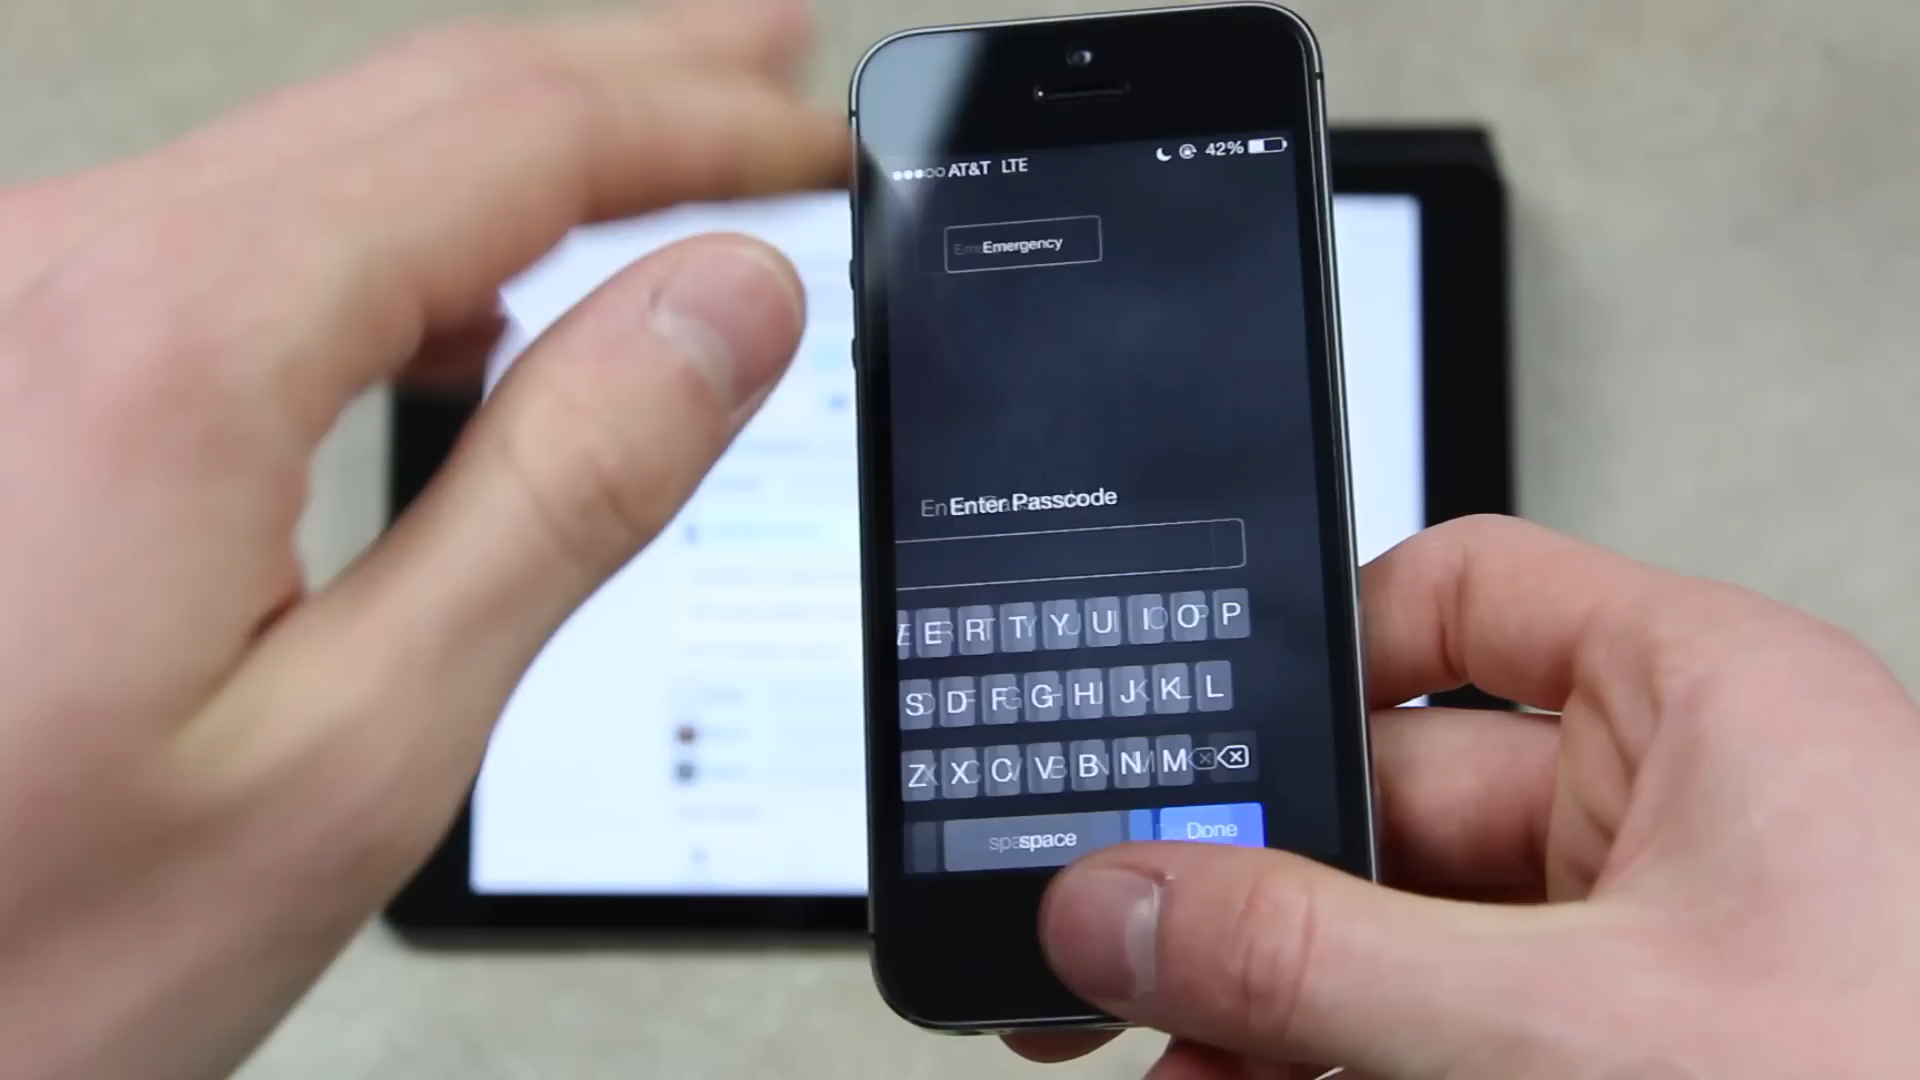 AT&T LTE 42%
Emergency
Enter Passcode
E R T Y U I O P
S D F G H J K L
Z X C V B N M
space Done